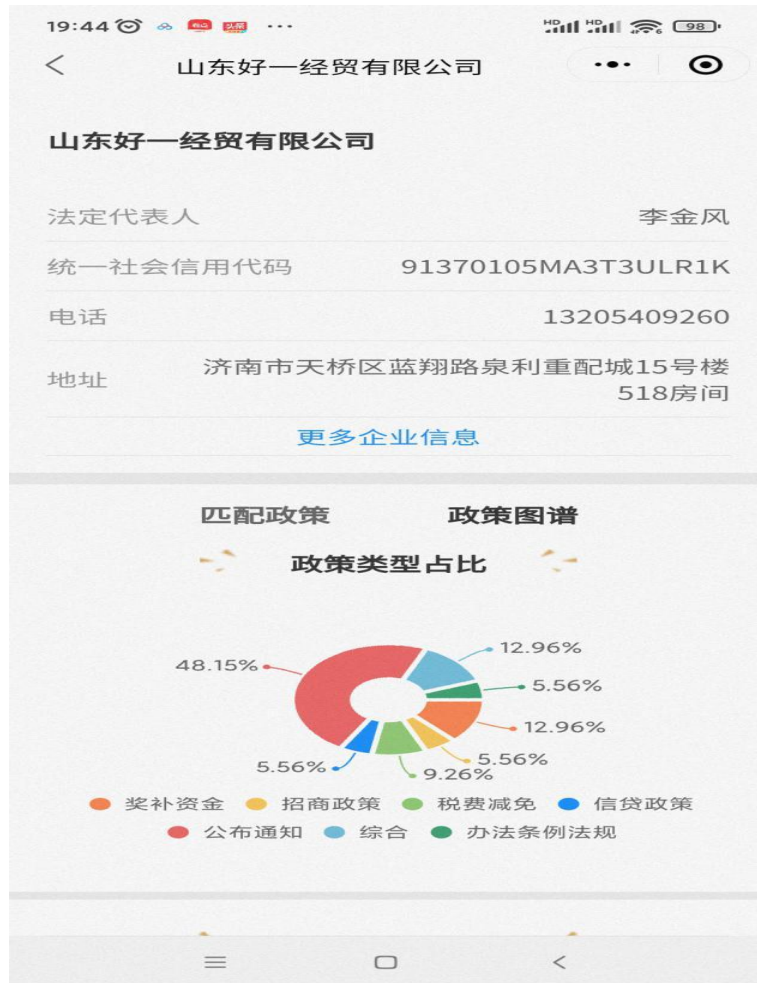 19:44
HD HD 98
山东好一经贸有限公司
山东好一经贸有限公司
法定代表人 李金风
统一社会信用代码 91370105MA3T3ULR1K
电话 13205409260
地址 济南市天桥区蓝翔路泉利重配城15号楼
518房间
更多企业信息
匹配政策 政策图谱
政策类型占比
12.96%
48.15%
5.56%
12.96%
5.56%
5.56%
9.26%
奖补资金 招商政策 税费减免 信贷政策
公布通知 综合 办法条例法规